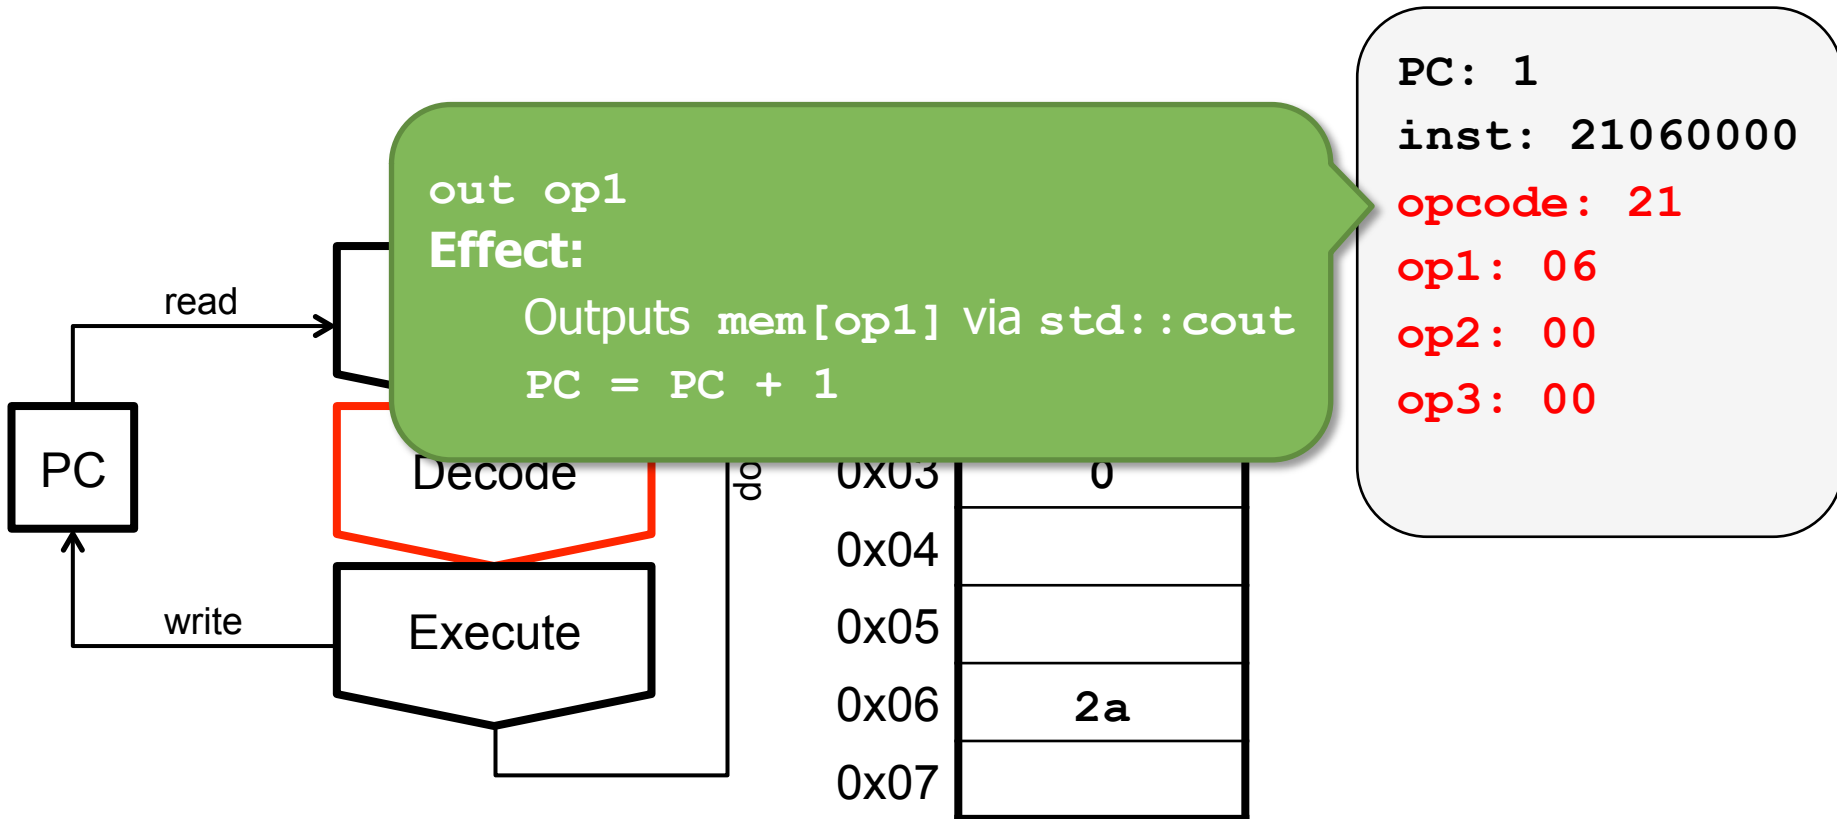 PC: 1
inst: 21060000
opcode: 21
op1: 06
op2: 00
op3: 00
out op1
Effect:
Outputs mem[op1] via std::cout
PC = PC + 1
read
PC
Decode
write
Execute
0x03 0
0x04
0x05
0x06 2a
0x07